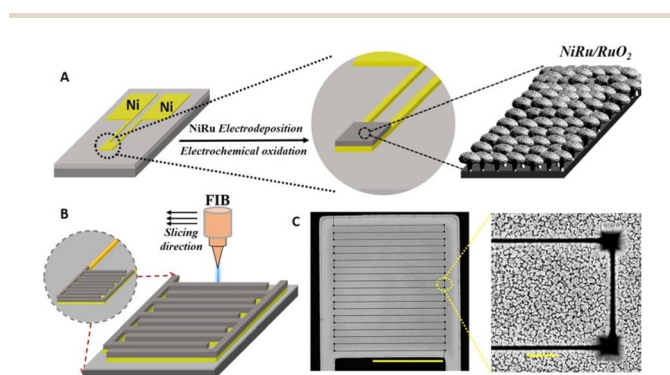 A
Ni
Ni
NiRu Electrodeposition
Electrochemical oxidation
NiRu/RuO2
B
FIB
Slicing
direction
C